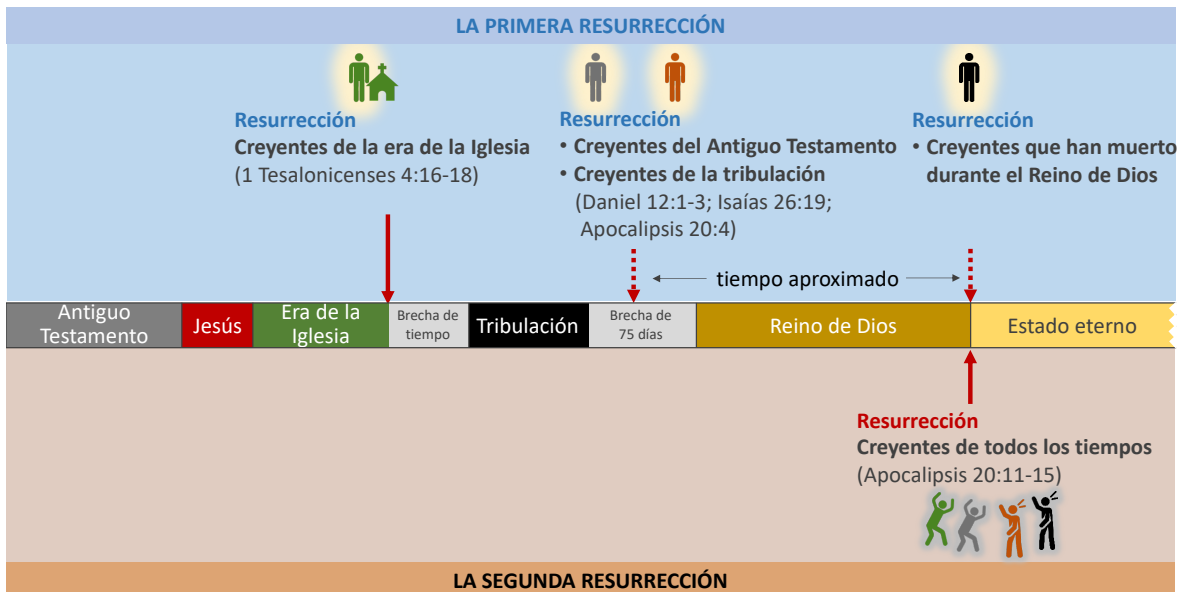 LA PRIMERA RESURRECCIÓN
Resurrección
Creyentes de la era de la Iglesia
(1 Tesalonicenses 4:16-18)
Resurrección
• Creyentes del Antiguo Testamento
• Creyentes de la tribulación
(Daniel 12:1-3; Isaías 26:19;
Apocalipsis 20:4)
Resurrección
• Creyentes que han muerto
durante el Reino de Dios
tiempo aproximado
Antiguo
Testamento
Jesús
Era de la
Iglesia
Brecha de
tiempo
Tribulación
Brecha de
75 días
Reino de Dios
Estado eterno
Resurrección
Creyentes de todos los tiempos
(Apocalipsis 20:11-15)
LA SEGUNDA RESURRECCIÓN